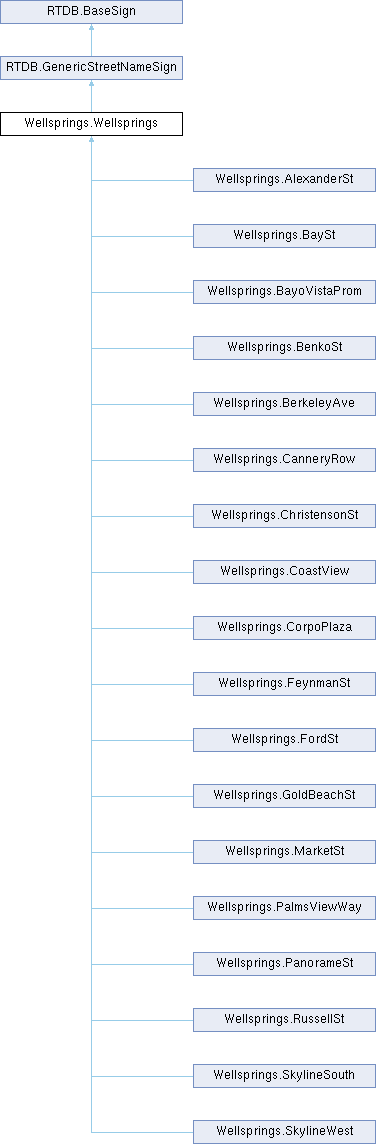 RTDB.BaseSign
RTDB.GenericStreetNameSign
Wellsprings.Wellsprings
Wellsprings.AlexanderSt
Wellsprings.BaySt
Wellsprings.BayoVistaProm
Wellsprings.BenkoSt
Wellsprings.BerkeleyAve
Wellsprings.CanneryRow
Wellsprings.ChristensonSt
Wellsprings.CoastView
Wellsprings.CorpoPlaza
Wellsprings.FeynmanSt
Wellsprings.FordSt
Wellsprings.GoldBeachSt
Wellsprings.MarketSt
Wellsprings.PalmsViewWay
Wellsprings.PanorameSt
Wellsprings.RussellSt
Wellsprings.SkylineSouth
Wellsprings.SkylineWest